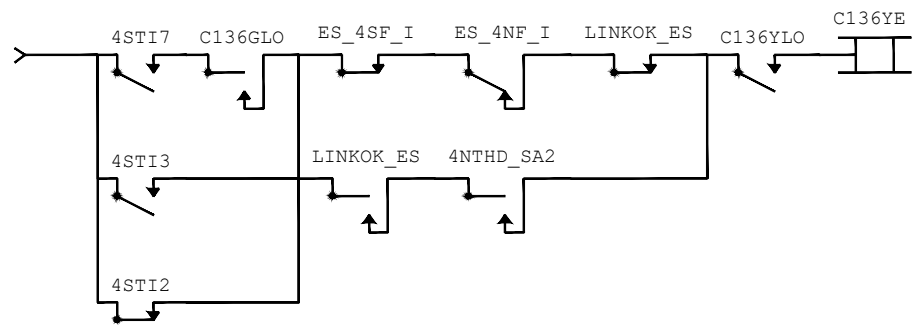 4STI7 C136GLO ES_4SF_I ES_4NF_I LINKOK_ES C136YLO C136YE
4STI3 LINKOK_ES 4NTHD_SA2
4STI2